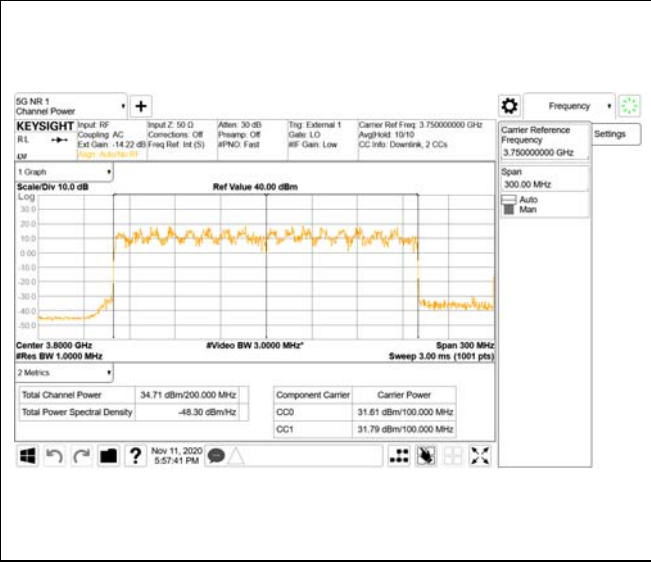 5G NR 1
Channel Power
Frequency
KEYSIGHT
Input: RF
Input Z: 50 Ω
Atten: 30 dB
Trig: External 1
Carrier Ref Freq: 3.750000000 GHz
RL
Coupling: AC
Corrections: Off
Preamp: Off
Gate: LO
Avg|Hold: 10/10
Ext Gain: -14.22 dB
Freq Ref: Int (S)
#PNO: Fast
#IF Gain: Low
CC Info: Downlink, 2 CCs
Align: Auto/No RF
Carrier Reference
Frequency
3.750000000 GHz
Settings
Span
300.00 MHz
Auto
Man
1 Graph
Scale/Div 10.0 dB
Ref Value 40.00 dBm
Log
30.0
20.0
10.0
0.00
-10.0
-20.0
-30.0
-40.0
-50.0
Center 3.8000 GHz
#Video BW 3.0000 MHz*
Span 300 MHz
#Res BW 1.0000 MHz
Sweep 3.00 ms (1001 pts)
2 Metrics
Total Channel Power
34.71 dBm/200.000 MHz
Total Power Spectral Density
-48.30 dBm/Hz
Component Carrier
Carrier Power
CC0
31.61 dBm/100.000 MHz
CC1
31.79 dBm/100.000 MHz
?
Nov 11, 2020
5:57:41 PM